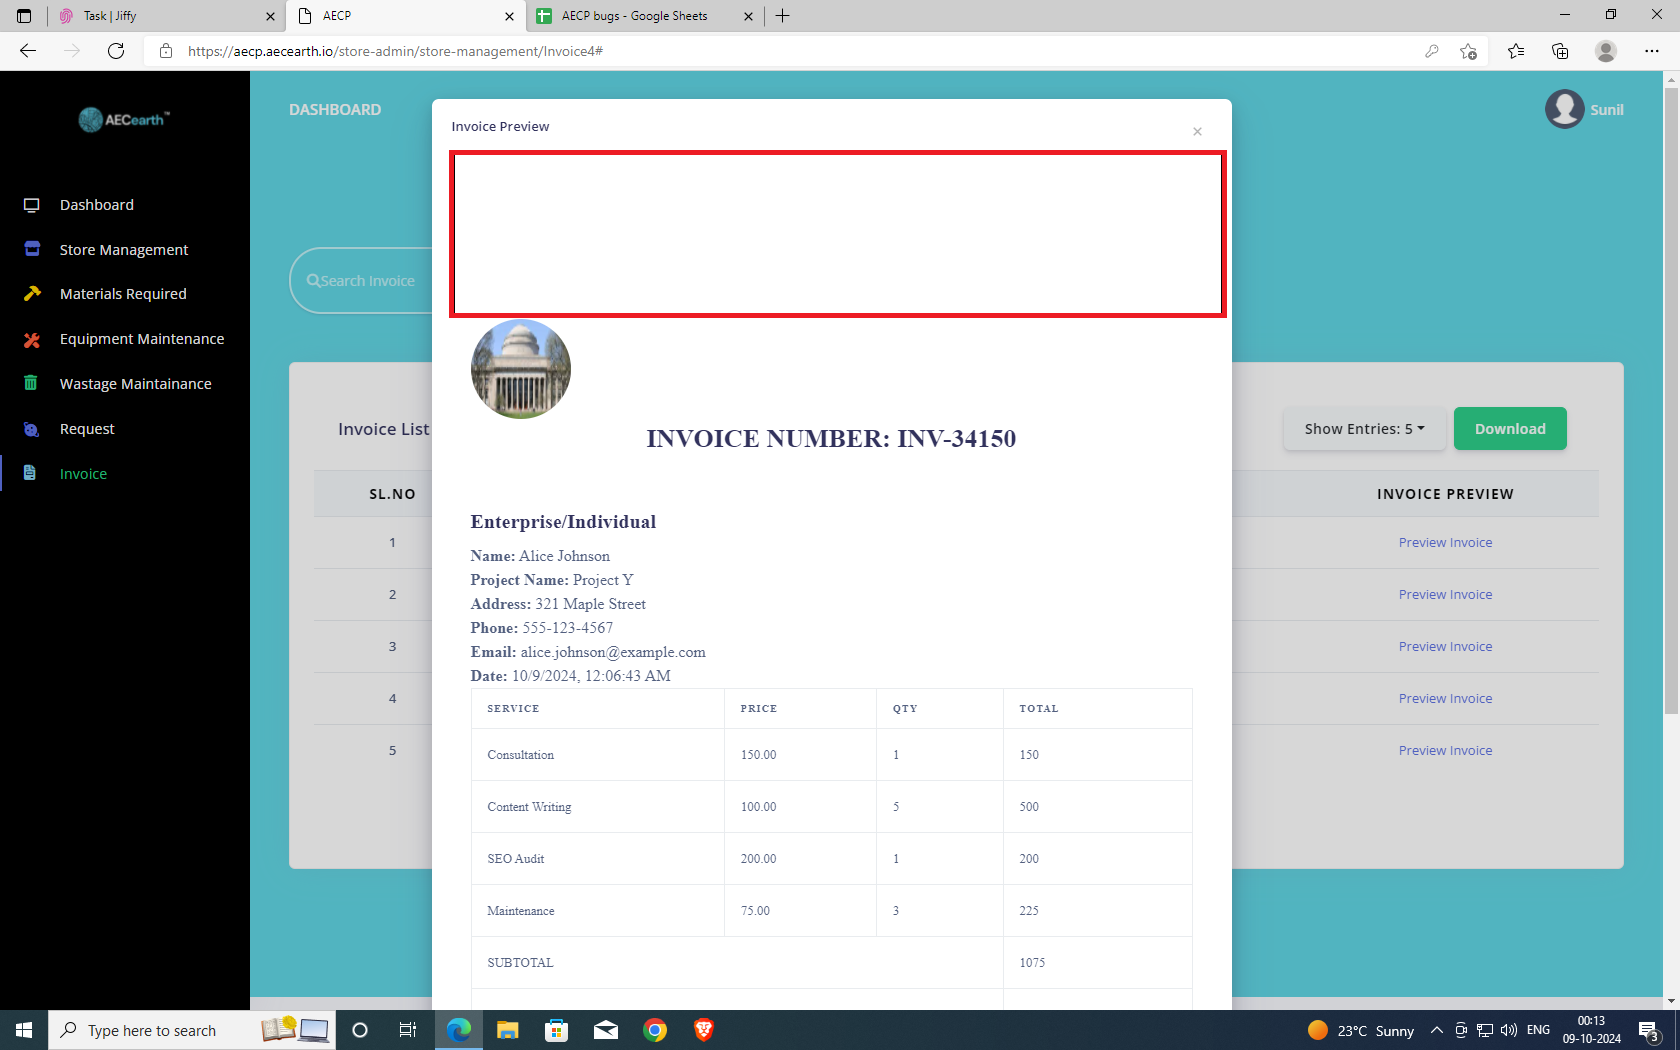 Task | Jiffy
AECP
AECP bugs - Google Sheets
https://aecp.aecearth.io/store-admin/store-management/Invoice4#
AECearth™
DASHBOARD
Sunil
Dashboard
Store Management
Materials Required
Equipment Maintenance
Wastage Maintainance
Request
Invoice
Search Invoice
Invoice List
Show Entries: 5
Download
SL.NO
INVOICE PREVIEW
1
Preview Invoice
2
Preview Invoice
3
Preview Invoice
4
Preview Invoice
5
Preview Invoice
Invoice Preview
×
INVOICE NUMBER: INV-34150
Enterprise/Individual
Name: Alice Johnson
Project Name: Project Y
Address: 321 Maple Street
Phone: 555-123-4567
Email: alice.johnson@example.com
Date: 10/9/2024, 12:06:43 AM
SERVICE PRICE QTY TOTAL
Consultation 150.00 1 150
Content Writing 100.00 5 500
SEO Audit 200.00 1 200
Maintenance 75.00 3 225
SUBTOTAL 1075
Type here to search
23°C Sunny
ENG
00:13
09-10-2024
3